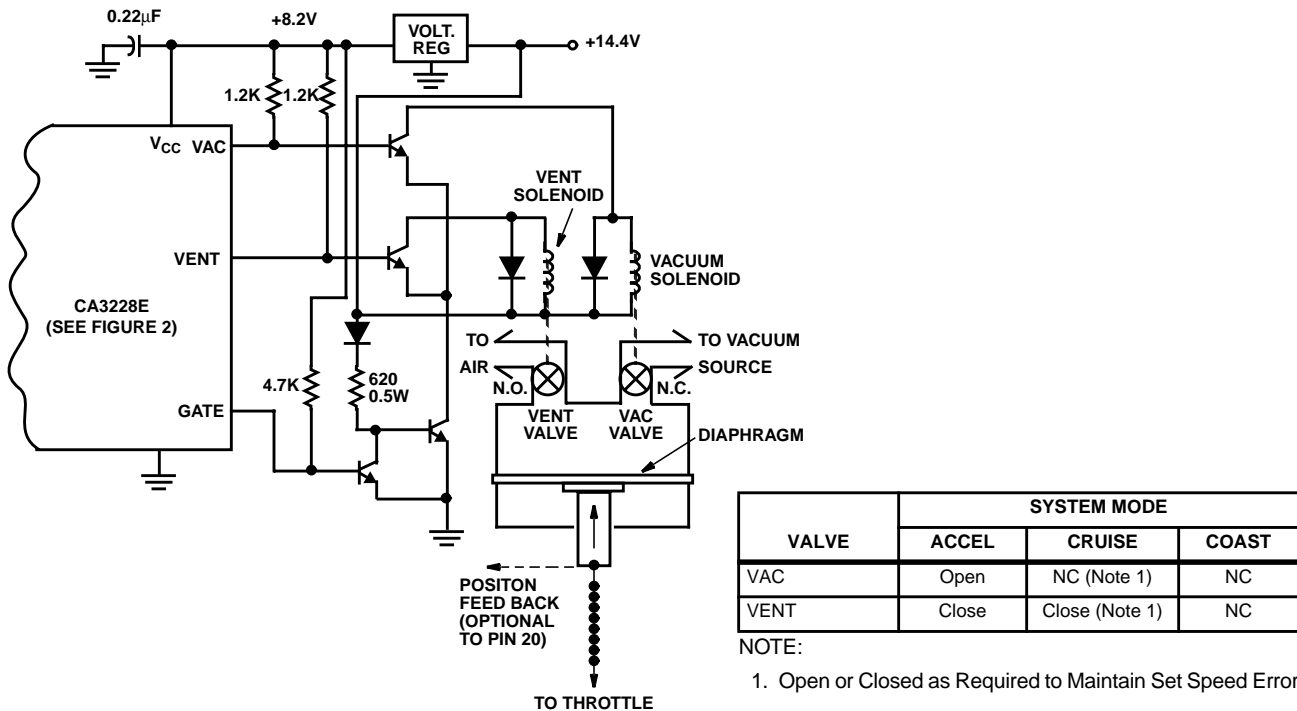 0.22µF
+8.2V
VOLT.
REG
+14.4V
1.2K
1.2K
VCC VAC
VENT
SOLENOID
VENT
VACUUM
SOLENOID
CA3228E
(SEE FIGURE 2)
TO
AIR
TO VACUUM
SOURCE
4.7K
620
0.5W
N.O.
N.C.
GATE
VENT
VALVE
VAC
VALVE
DIAPHRAGM
POSITON
FEED BACK
(OPTIONAL
TO PIN 20)
TO THROTTLE
VALVE SYSTEM MODE
ACCEL CRUISE COAST
VAC Open NC (Note 1) NC
VENT Close Close (Note 1) NC
NOTE:
1. Open or Closed as Required to Maintain Set Speed Error